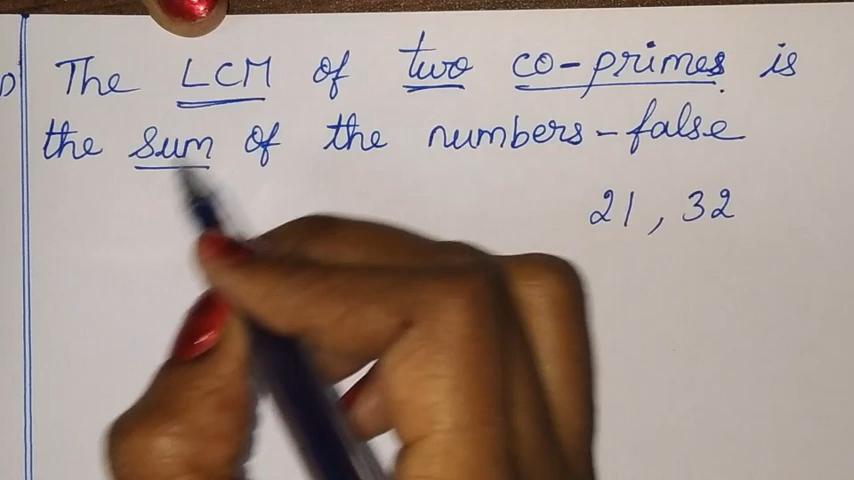 The LCM of two co-primes is
the sum of the numbers - false
21, 32